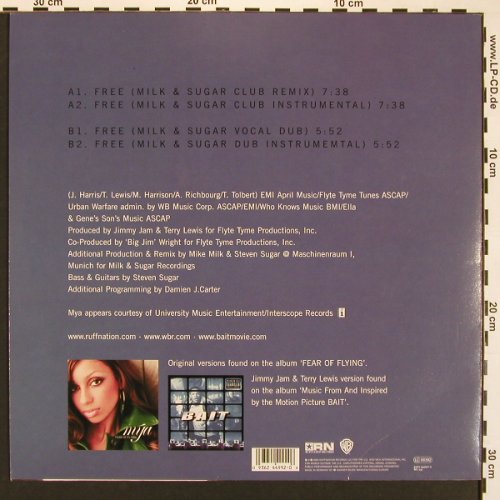 30 cm
20 cm
10 cm
www.LP-CD.de
A1. FREE (MILK & SUGAR CLUB REMIX) 7:38
A2. FREE (MILK & SUGAR CLUB INSTRUMENTAL) 7:38
B1. FREE (MILK & SUGAR VOCAL DUB) 5:52
B2. FREE (MILK & SUGAR DUB INSTRUMEMTAL) 5:52
10 cm
(J. Harris/T. Lewis/M. Harrison/A. Richbourg/T. Tolbert) EMI April Music/Flyte Tyme Tunes ASCAP/
Urban Warfare admin. by WB Music Corp. ASCAP/EMI/Who Knows Music BMI/Ella
& Gene's Son's Music ASCAP
Produced by Jimmy Jam & Terry Lewis for Flyte Tyme Productions, Inc.
Co-Produced by 'Big Jim' Wright for Flyte Tyme Productions, Inc.
Additional Production & Remix by Mike Milk & Steven Sugar @ Maschinenraum I,
Munich for Milk & Sugar Recordings
Bass & Guitars by Steven Sugar
Additional Programming by Damien J.Carter
20 cm
Mya appears courtesy of University Music Entertainment/Interscope Records i
www.ruffnation.com · www.wbr.com · www.baitmovie.com
Original versions found on the album 'FEAR OF FLYING'.
Jimmy Jam & Terry Lewis version found
on the album 'Music From And Inspired
by the Motion Picture BAIT'.
mya
BAIT
RN
30 cm